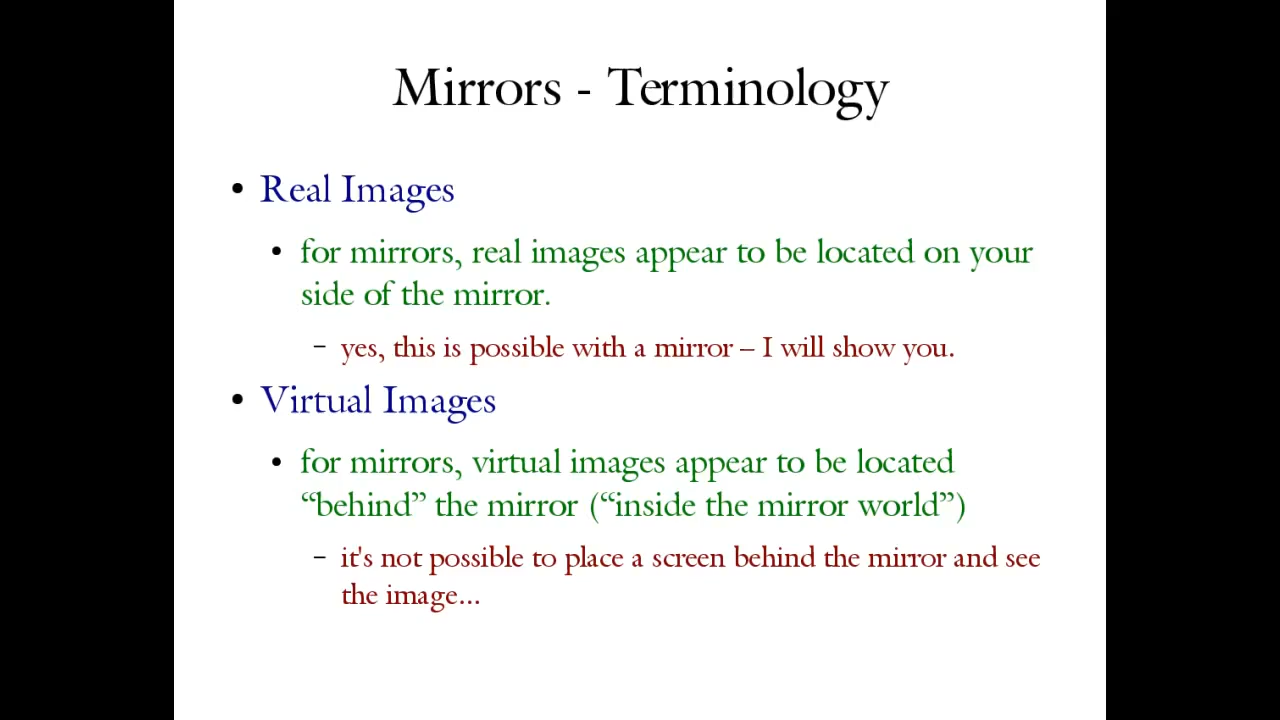 Mirrors - Terminology
• Real Images
• for mirrors, real images appear to be located on your
side of the mirror.
– yes, this is possible with a mirror – I will show you.
• Virtual Images
• for mirrors, virtual images appear to be located
“behind” the mirror (“inside the mirror world”)
– it's not possible to place a screen behind the mirror and see
the image...